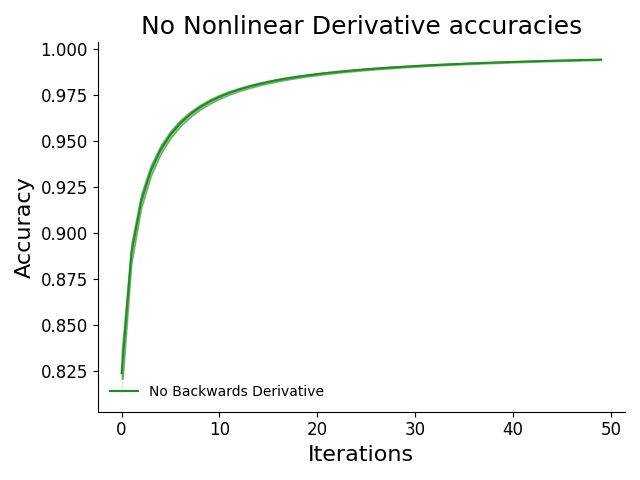 No Nonlinear Derivative accuracies
Accuracy
1.000
0.975
0.950
0.925
0.900
0.875
0.850
0.825
No Backwards Derivative
0 10 20 30 40 50
Iterations